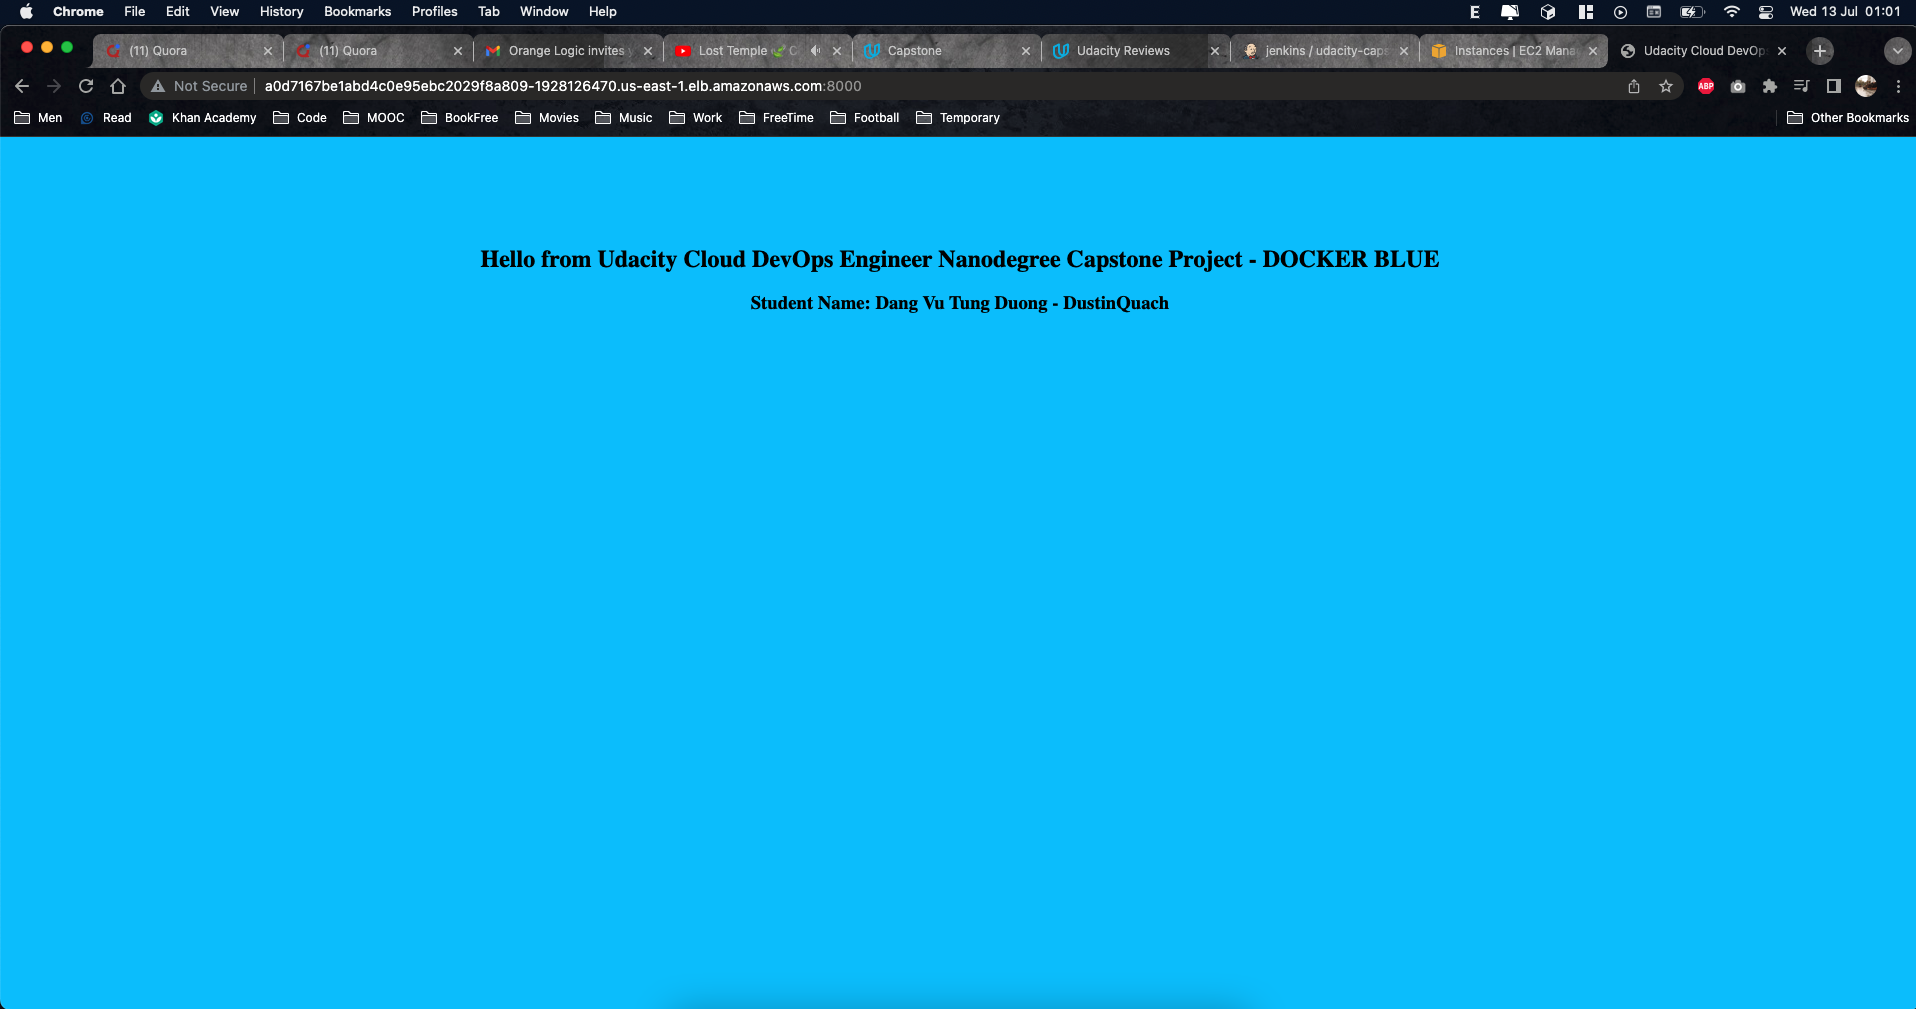 Chrome File Edit View History Bookmarks Profiles Tab Window Help E Wed 13 Jul 01:01
(11) Quora (11) Quora Orange Logic invites Lost Temple Capstone Udacity Reviews jenkins / udacity-caps Instances | EC2 Mana Udacity Cloud DevOp
Not Secure a0d7167be1abd4c0e95ebc2029f8a809-1928126470.us-east-1.elb.amazonaws.com:8000 ABP
Men Read Khan Academy Code MOOC BookFree Movies Music Work FreeTime Football Temporary Other Bookmarks
Hello from Udacity Cloud DevOps Engineer Nanodegree Capstone Project - DOCKER BLUE
Student Name: Dang Vu Tung Duong - DustinQuach